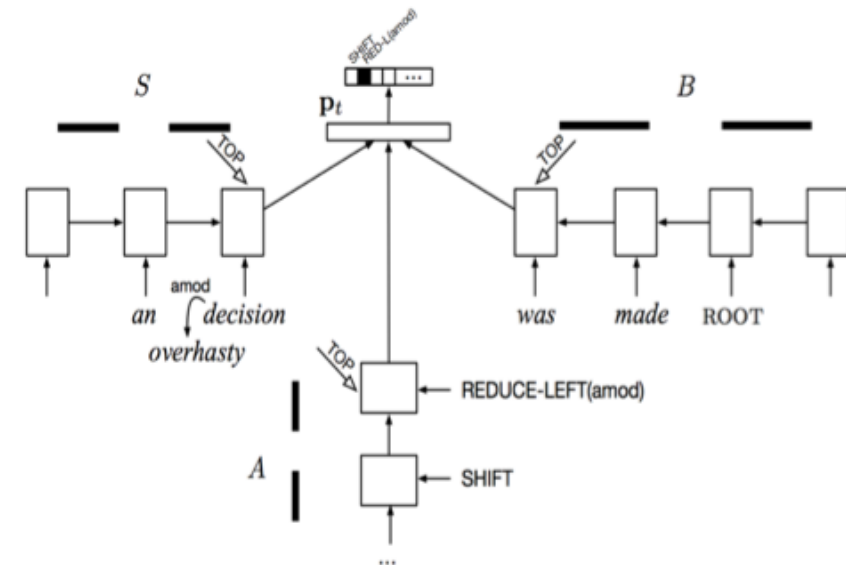 SHIFT
RED-L(amod)
...
S
p_t
B
TOP
TOP
amod
an decision was made ROOT
overhasty
TOP
REDUCE-LEFT(amod)
A
SHIFT
...